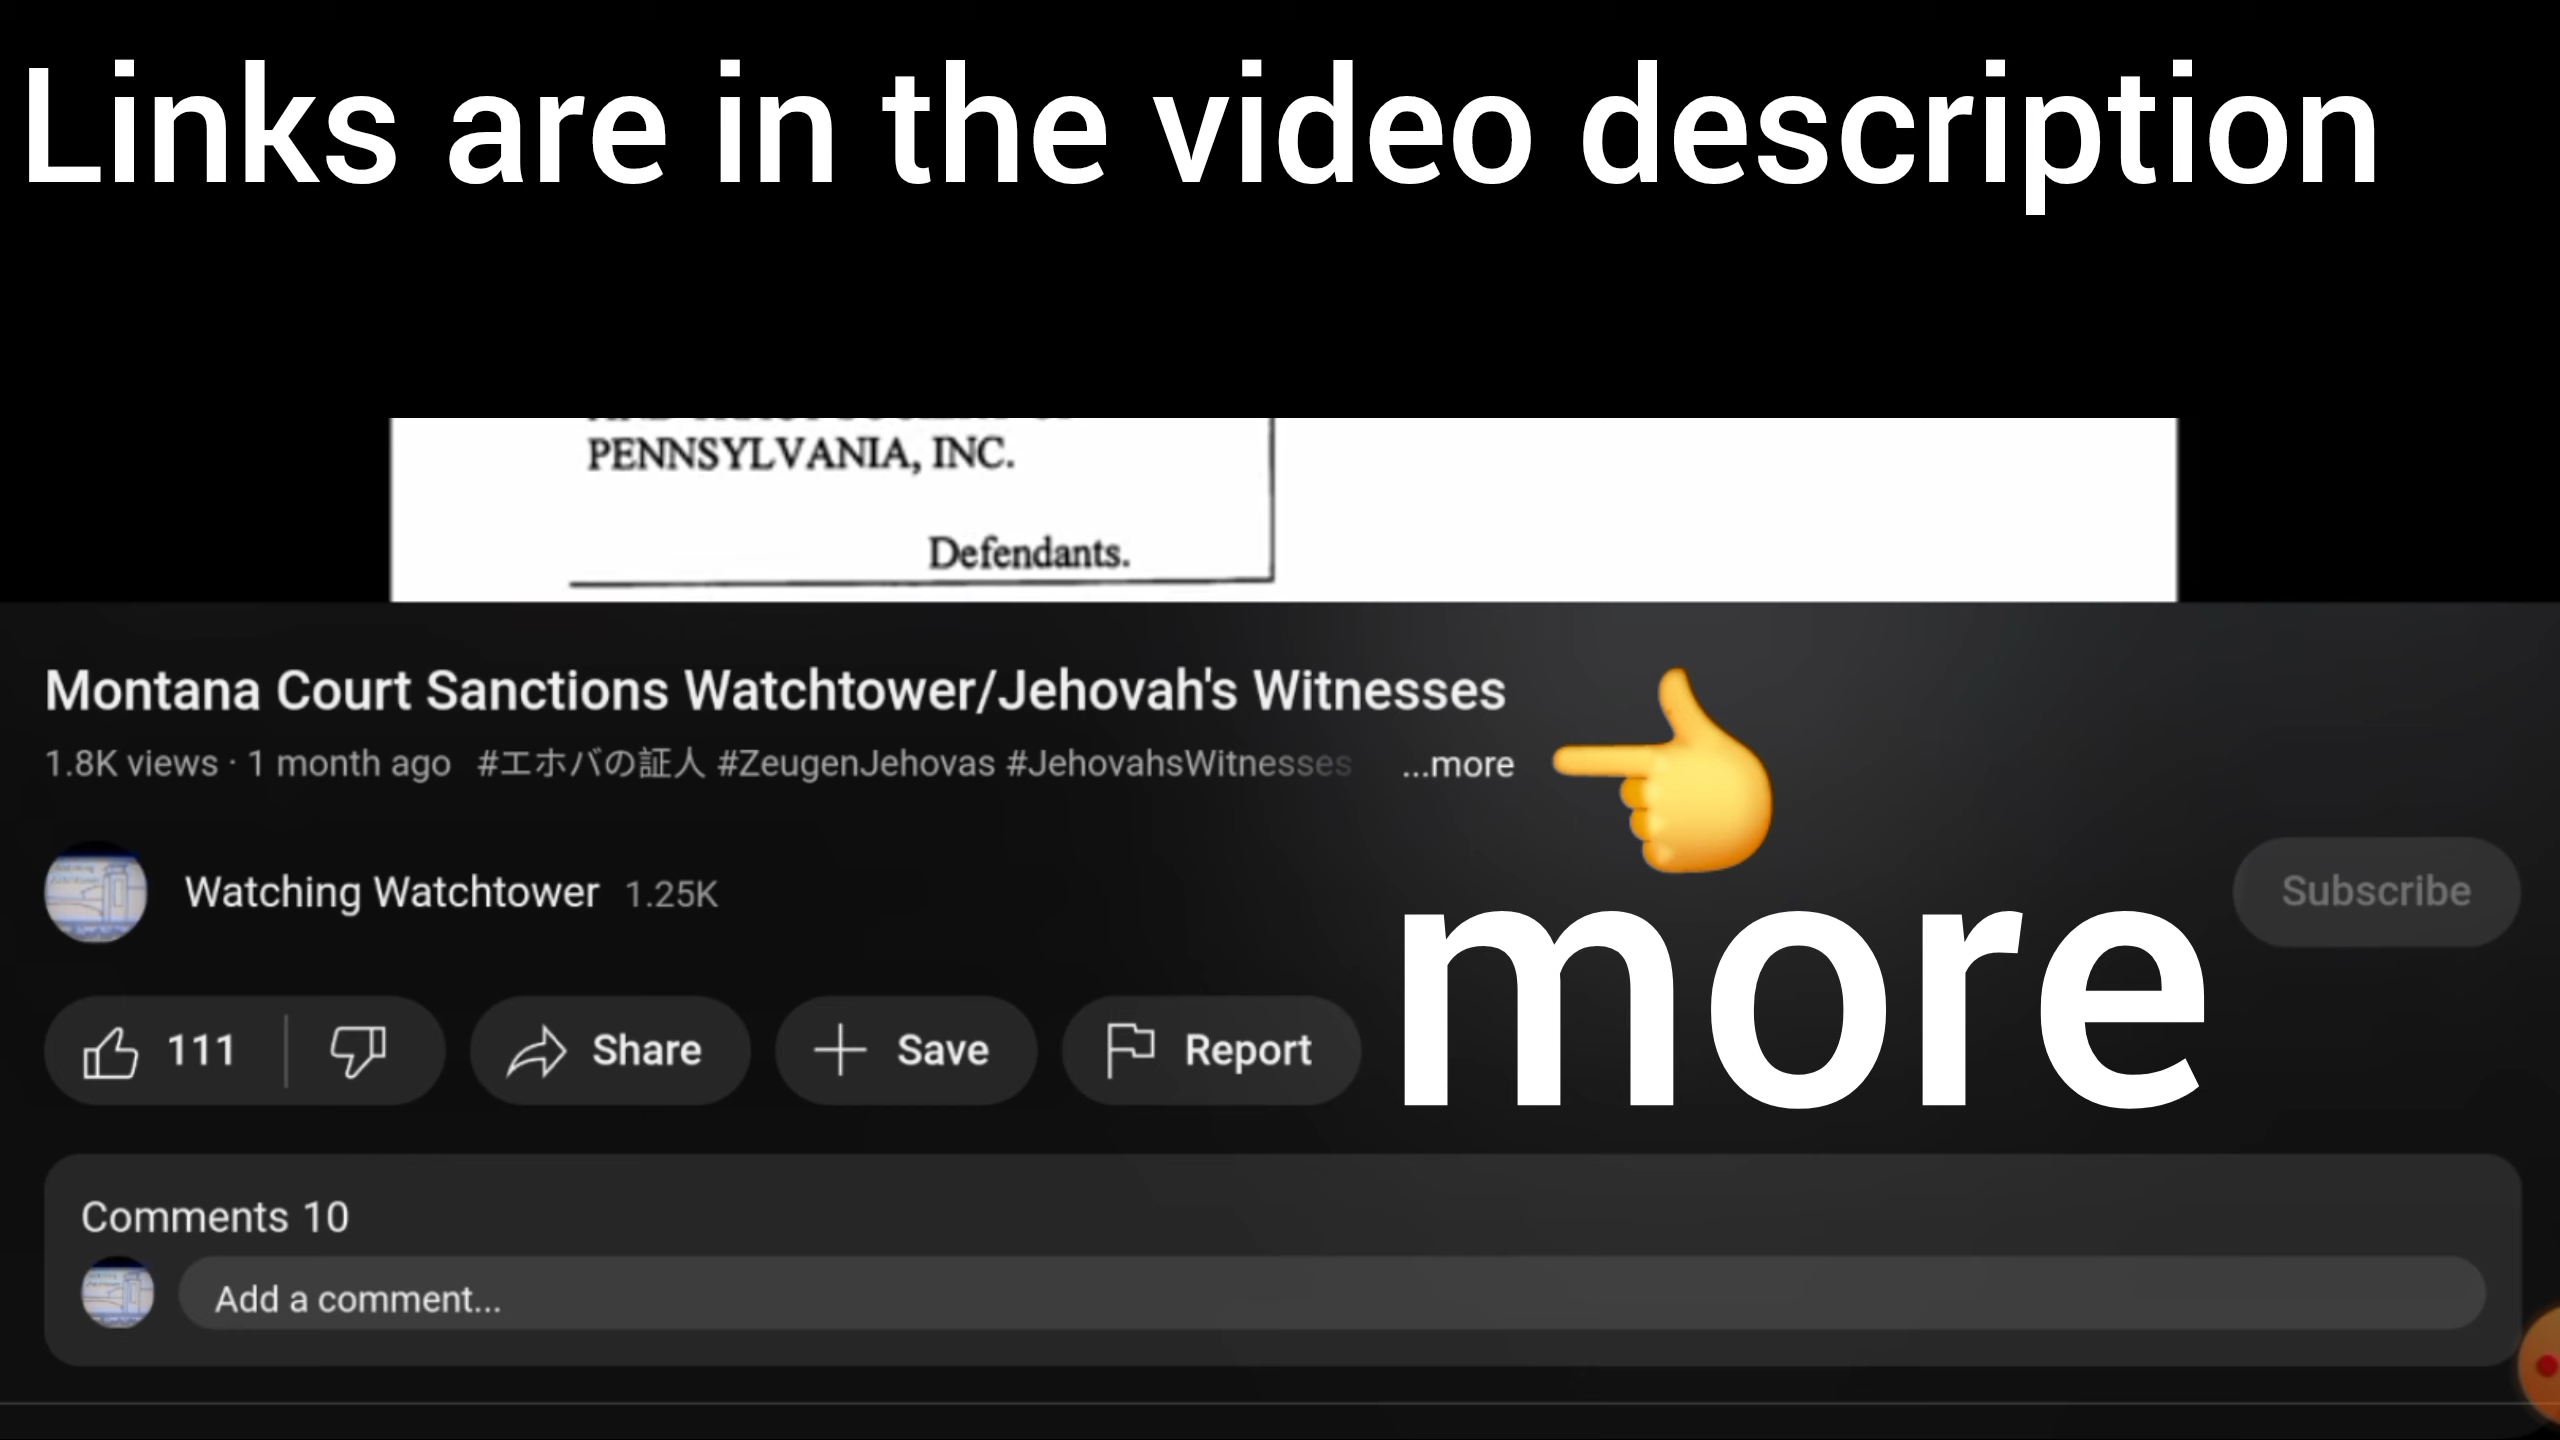 Links are in the video description
PENNSYLVANIA, INC.
Defendants.
Montana Court Sanctions Watchtower/Jehovah's Witnesses
1.8K views · 1 month ago #エホバの証人 #ZeugenJehovas #JehovahsWitnesses ...more
Watching Watchtower 1.25K
Subscribe
more
111 Share Save Report
Comments 10
Add a comment...